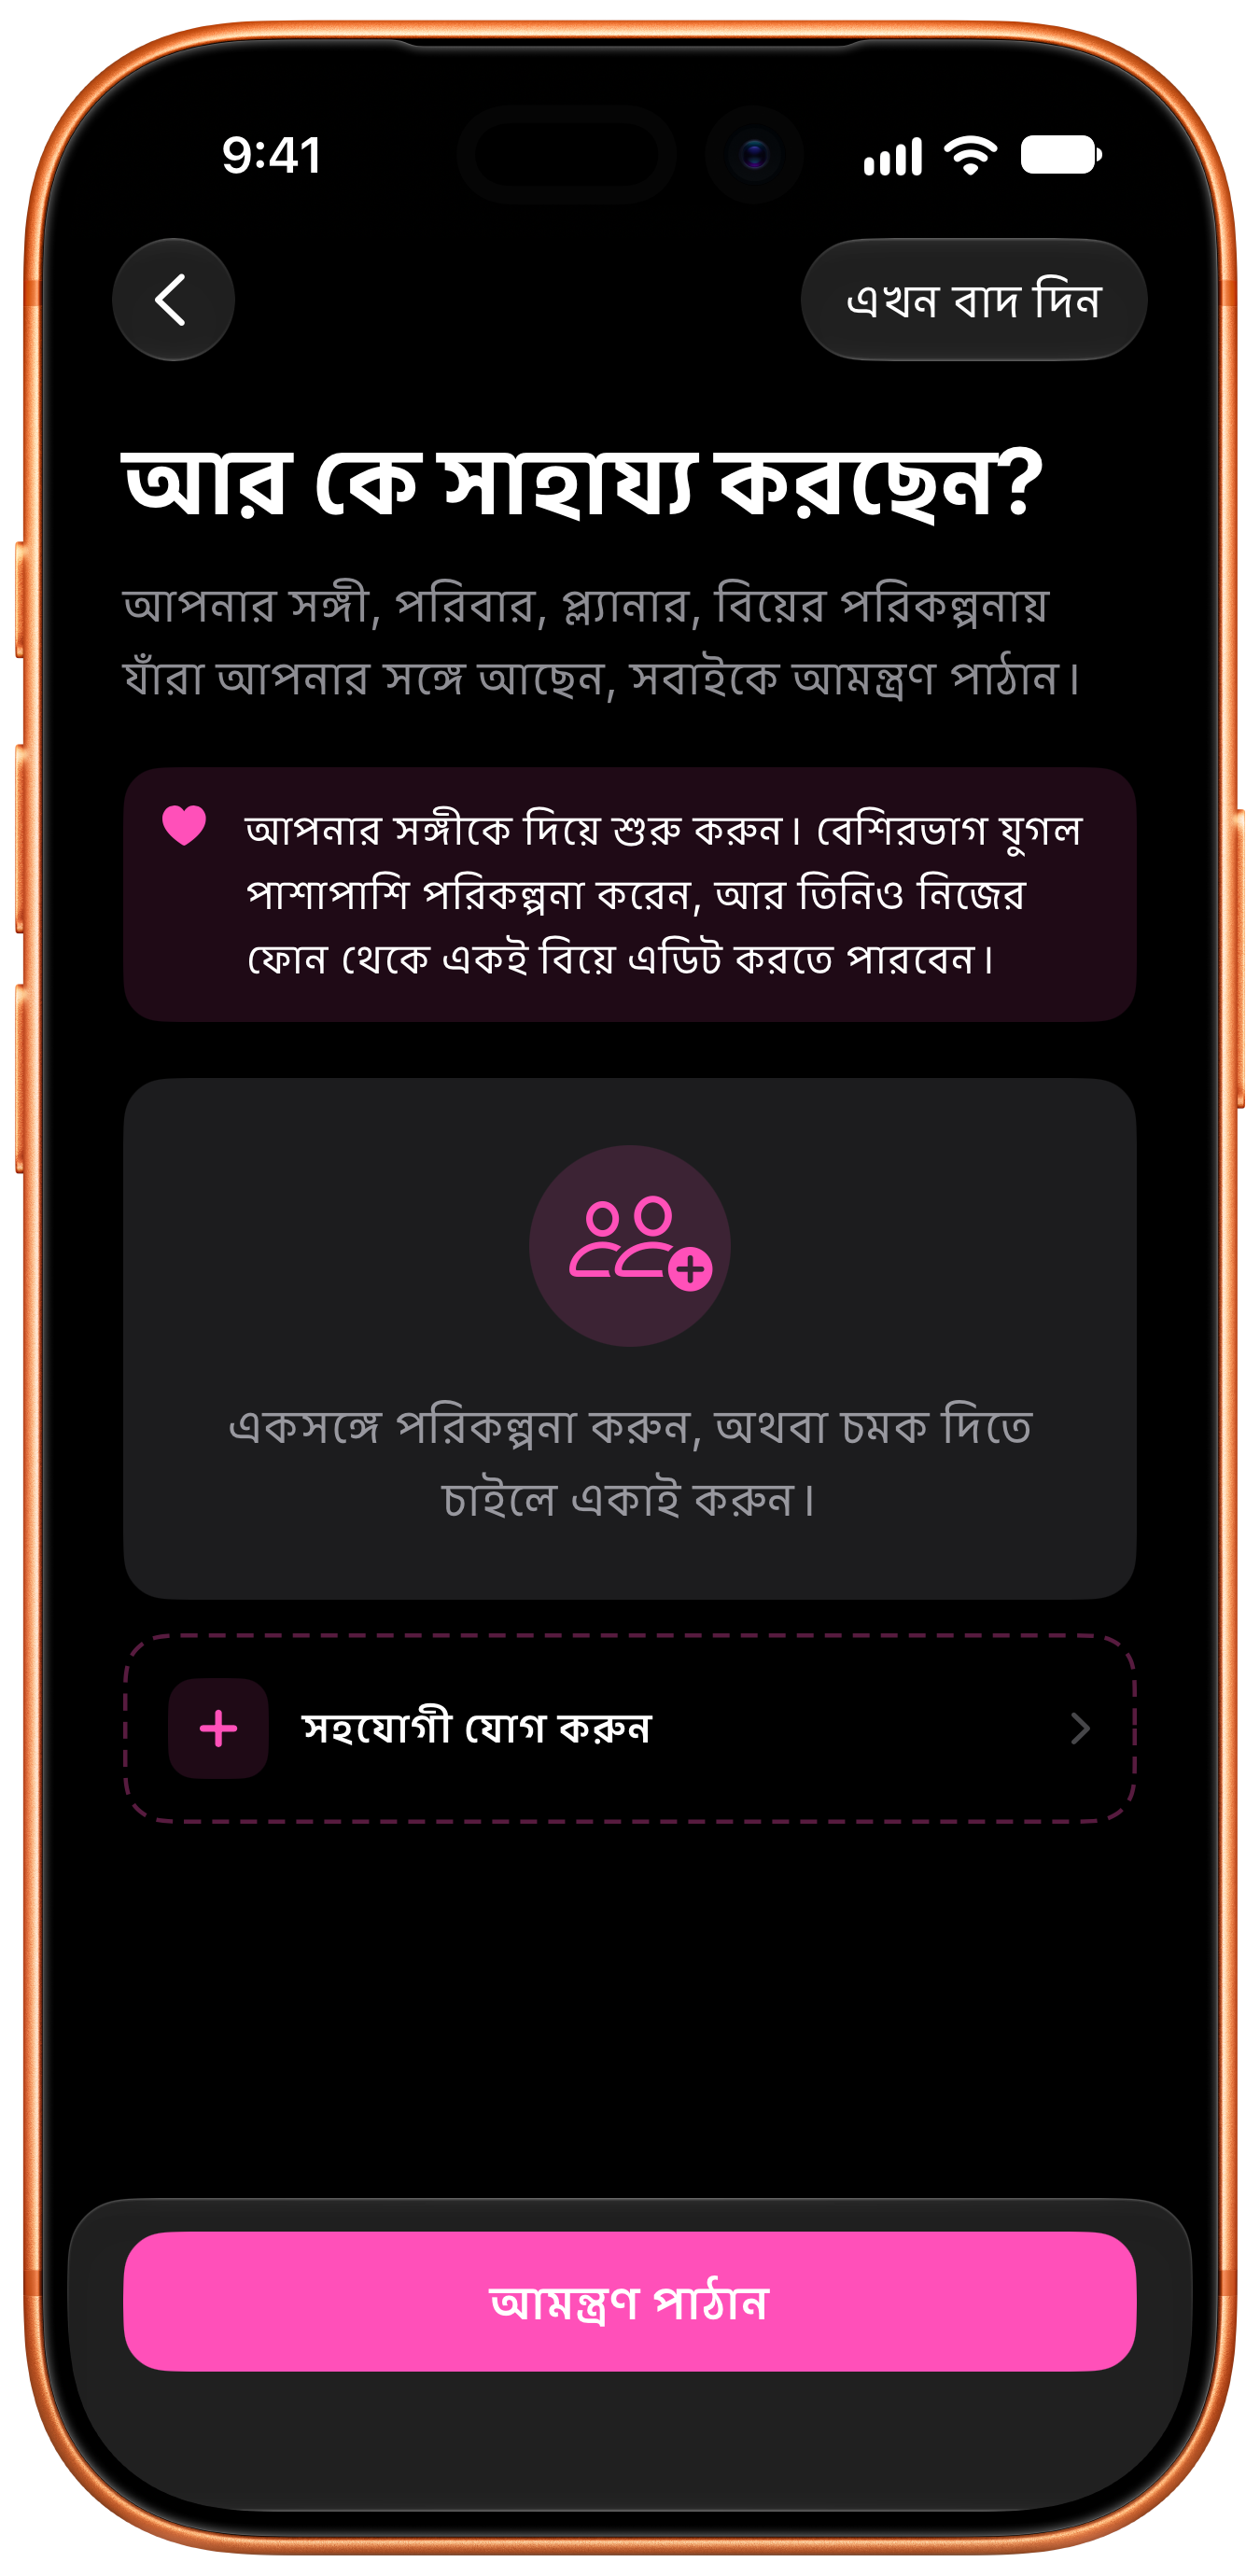 9:41
এখন বাদ দিন
আর কে সাহায্য করছেন?
আপনার সঙ্গী, পরিবার, প্ল্যানার, বিয়ের পরিকল্পনায়
যাঁরা আপনার সঙ্গে আছেন, সবাইকে আমন্ত্রণ পাঠান।
আপনার সঙ্গীকে দিয়ে শুরু করুন। বেশিরভাগ যুগল
পাশাপাশি পরিকল্পনা করেন, আর তিনিও নিজের
ফোন থেকে একই বিয়ে এডিট করতে পারবেন।
একসঙ্গে পরিকল্পনা করুন, অথবা চমক দিতে
চাইলে একাই করুন।
সহযোগী যোগ করুন
আমন্ত্রণ পাঠান